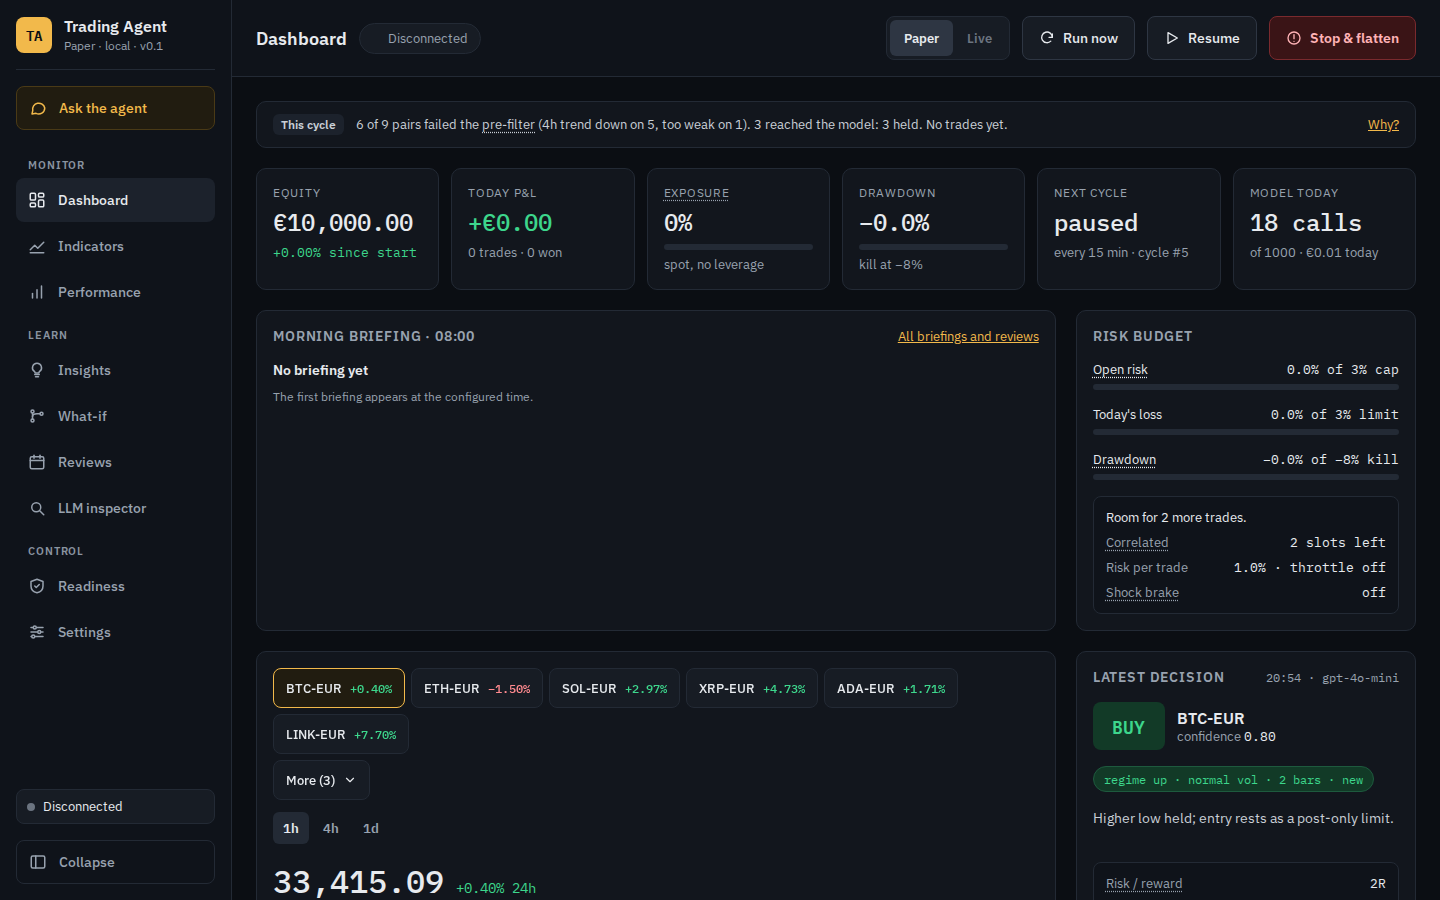 TA
Trading Agent
Paper · local · v0.1
Ask the agent
MONITOR
Dashboard
Indicators
Performance
LEARN
Insights
What-if
Reviews
LLM inspector
CONTROL
Readiness
Settings
Disconnected
Collapse
Dashboard
Disconnected
Paper
Live
Run now
Resume
Stop & flatten
This cycle
6 of 9 pairs failed the pre-filter (4h trend down on 5, too weak on 1). 3 reached the model: 3 held. No trades yet.
Why?
EQUITY
€10,000.00
+0.00% since start
TODAY P&L
+€0.00
0 trades · 0 won
EXPOSURE
0%
spot, no leverage
DRAWDOWN
−0.0%
kill at −8%
NEXT CYCLE
paused
every 15 min · cycle #5
MODEL TODAY
18 calls
of 1000 · €0.01 today
MORNING BRIEFING · 08:00
All briefings and reviews
No briefing yet
The first briefing appears at the configured time.
RISK BUDGET
Open risk
0.0% of 3% cap
Today's loss
0.0% of 3% limit
Drawdown
−0.0% of −8% kill
Room for 2 more trades.
Correlated
2 slots left
Risk per trade
1.0% · throttle off
Shock brake
off
BTC-EUR +0.40%
ETH-EUR −1.50%
SOL-EUR +2.97%
XRP-EUR +4.73%
ADA-EUR +1.71%
LINK-EUR +7.70%
More (3)
1h
4h
1d
33,415.09 +0.40% 24h
LATEST DECISION
20:54 · gpt-4o-mini
BUY
BTC-EUR
confidence 0.80
regime up · normal vol · 2 bars · new
Higher low held; entry rests as a post-only limit.
Risk / reward
2R